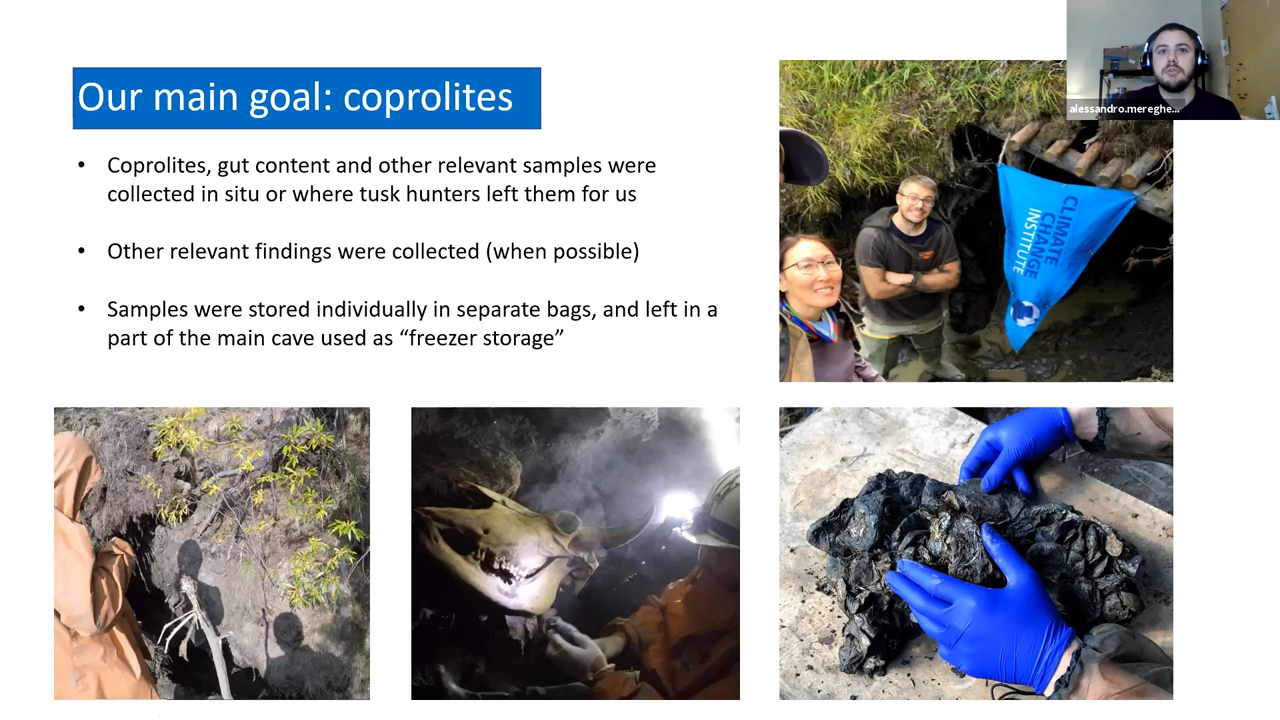 Our main goal: coprolites
• Coprolites, gut content and other relevant samples were
collected in situ or where tusk hunters left them for us
• Other relevant findings were collected (when possible)
• Samples were stored individually in separate bags, and left in a
part of the main cave used as “freezer storage”
alessandro.mereghe...
CLIMATE
CHANGE
INSTITUTE